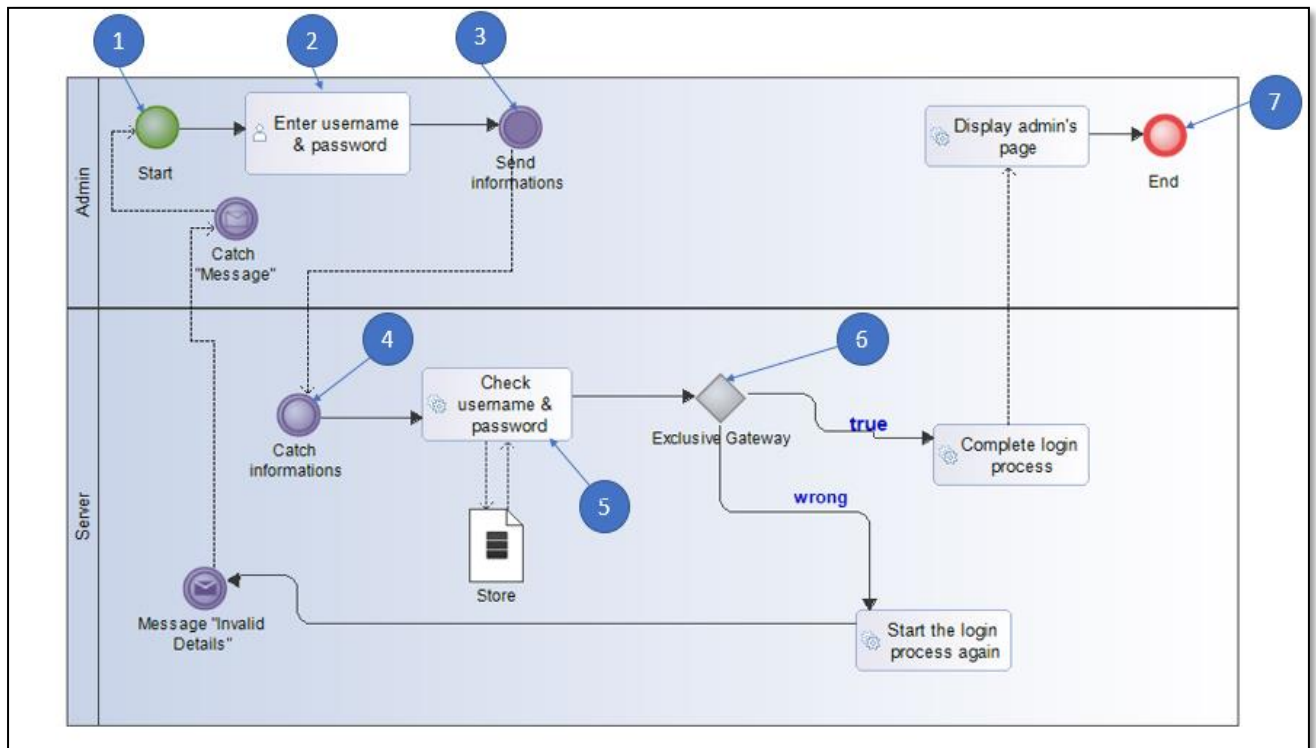 1
2
3
Admin
Start
Enter username
& password
Send
informations
Display admin's
page
7
End
Catch
"Message"
Server
4
Catch
informations
Check
username &
password
5
Store
6
Exclusive Gateway
true
Complete login
process
wrong
Message "Invalid
Details"
Start the login
process again